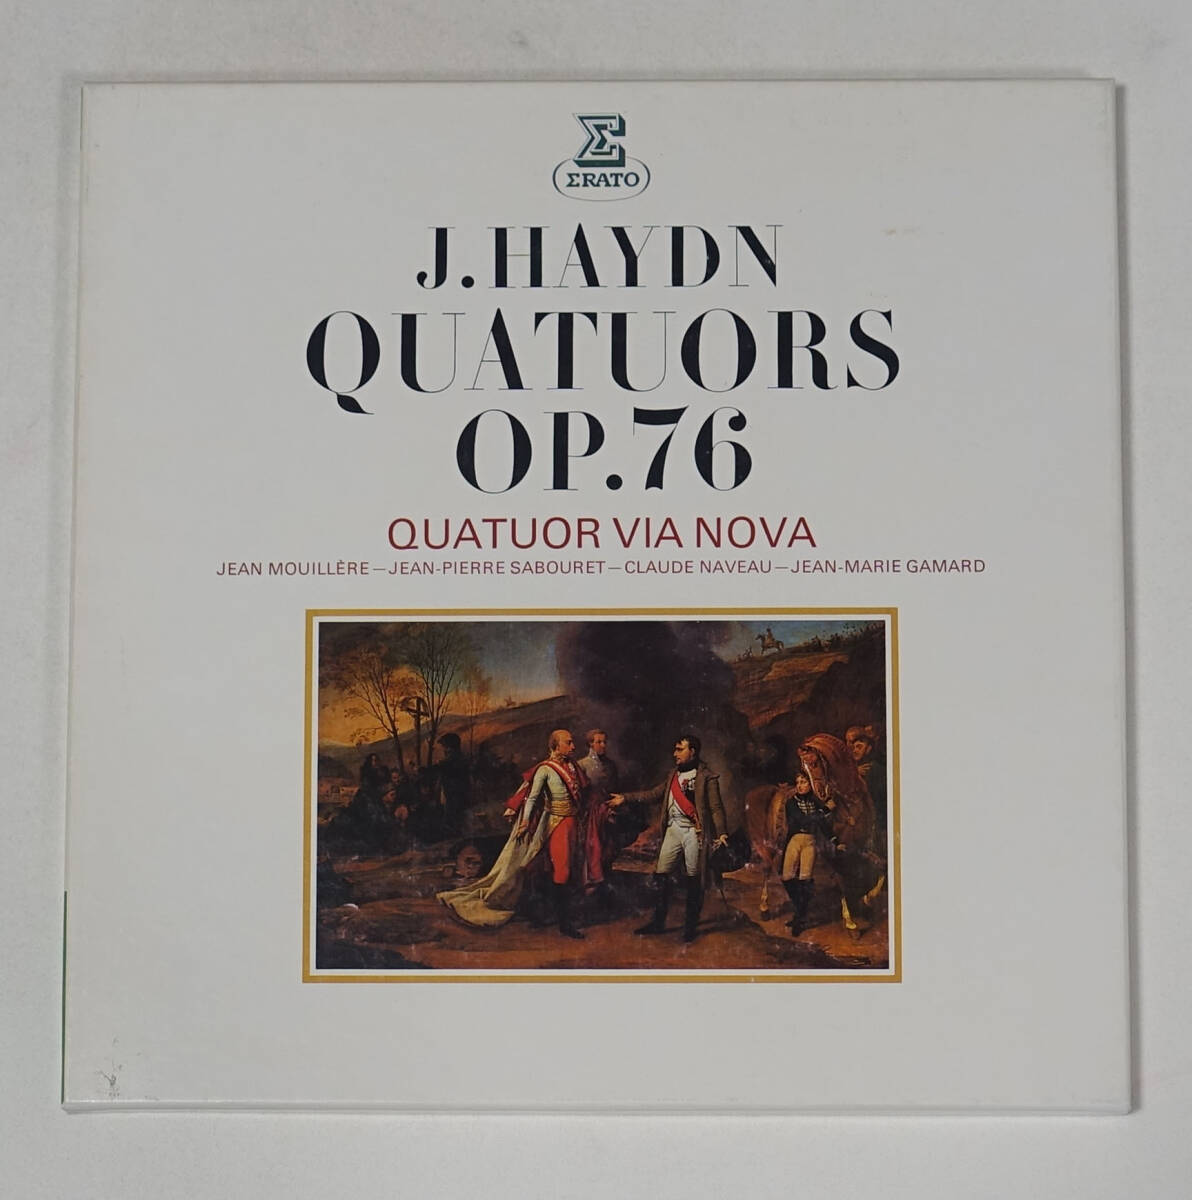 Σ
ΣRATO
J. HAYDN
QUATUORS
OP. 76
QUATUOR VIA NOVA
JEAN MOUILLÈRE—JEAN-PIERRE SABOURET—CLAUDE NAVEAU—JEAN-MARIE GAMARD